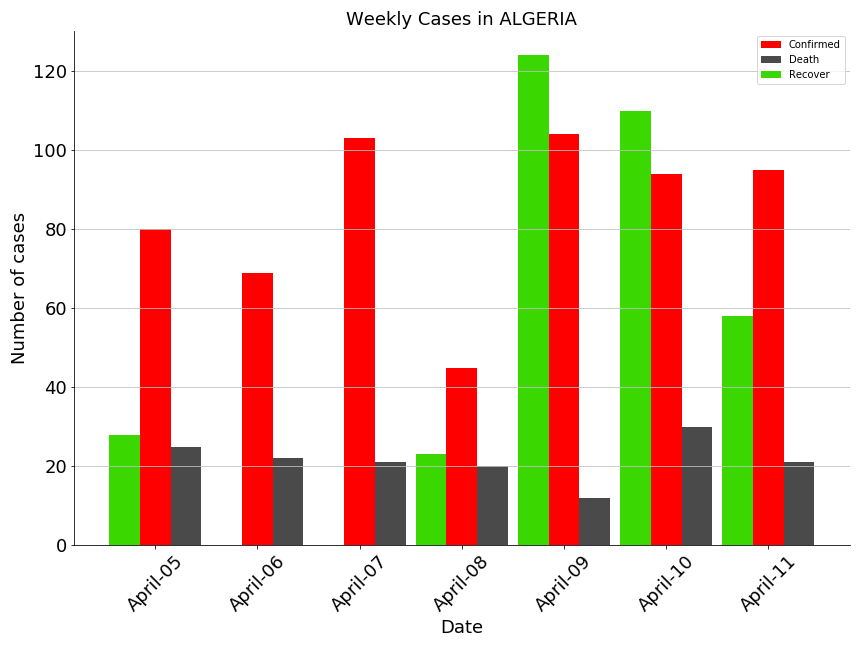 Weekly Cases in ALGERIA
Confirmed
Death
Recover
Number of cases
120
100
80
60
40
20
0
April-05
April-06
April-07
April-08
April-09
April-10
April-11
Date